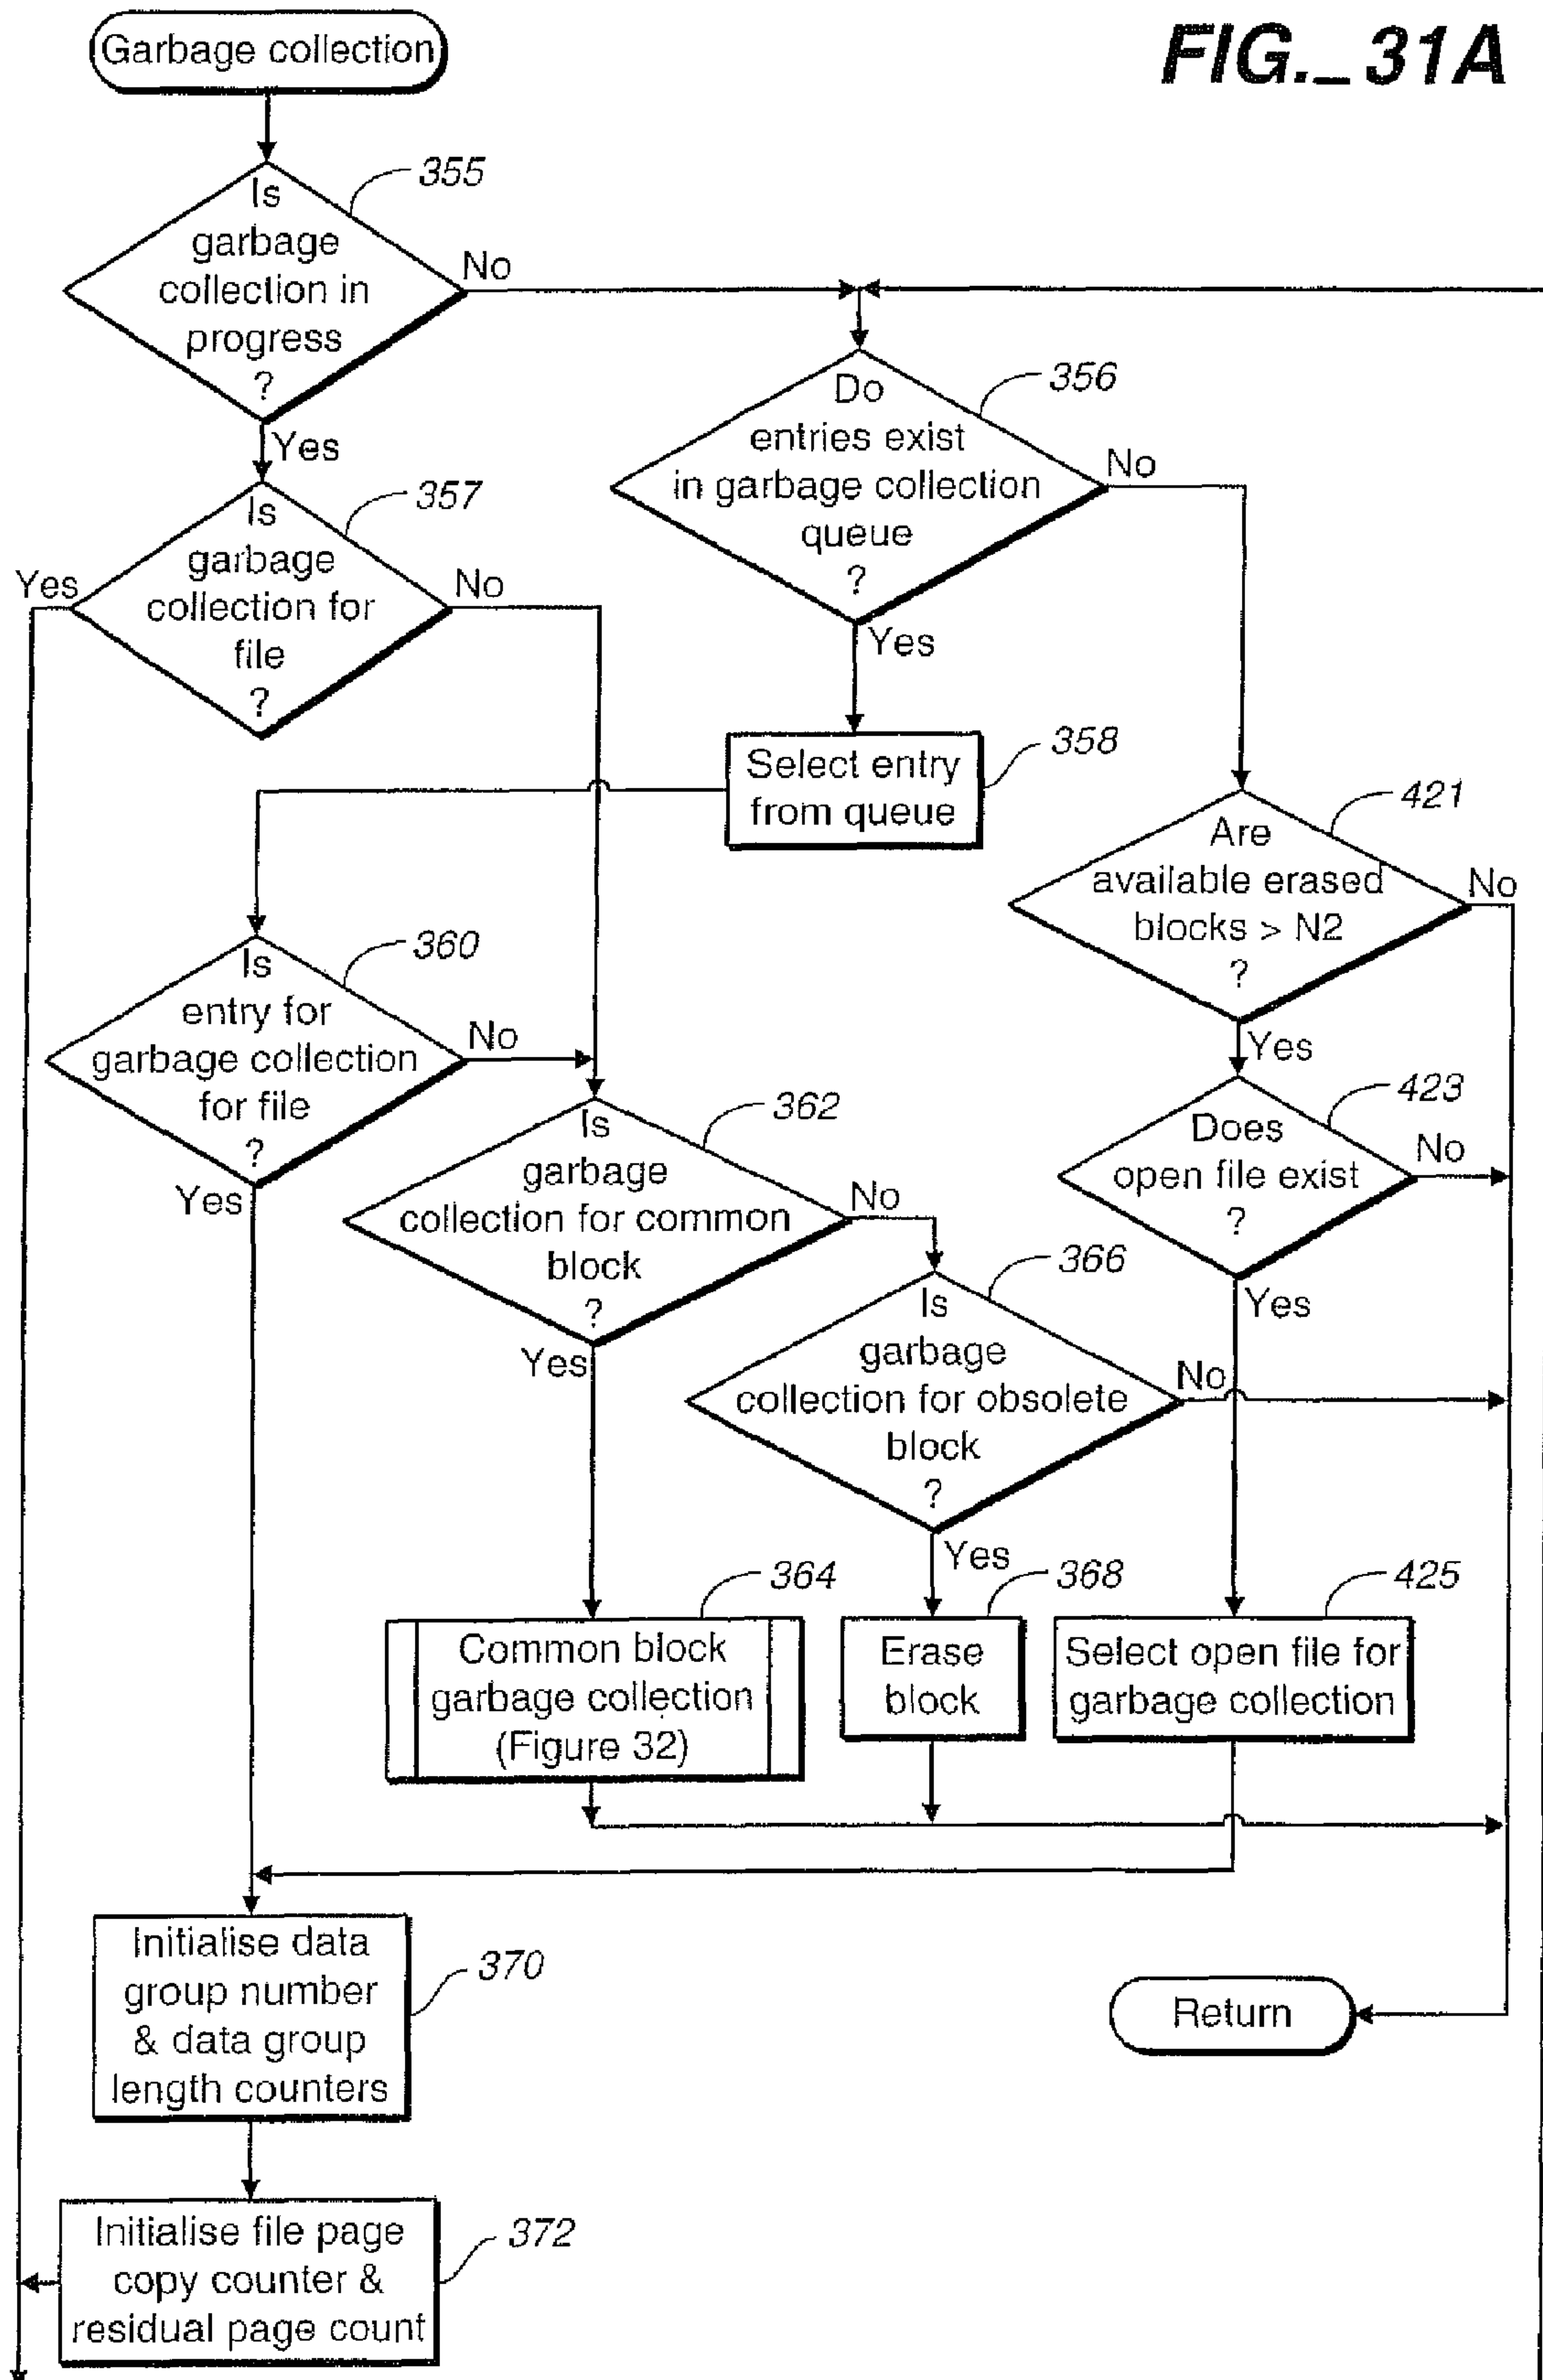 Garbage collection
FIG._31A
355
Is
garbage
collection in
progress
?
No
Yes
356
Do
entries exist
in garbage collection
queue
?
No
Yes
357
Is
garbage
collection for
file
?
Yes
No
358
Select entry
from queue
421
Are
available erased
blocks > N2
?
No
Yes
360
Is
entry for
garbage collection
for file
?
No
Yes
423
Does
open file exist
?
No
Yes
362
Is
garbage
collection for common
block
?
No
Yes
366
Is
garbage
collection for obsolete
block
?
No
Yes
364
Common block
garbage collection
(Figure 32)
368
Erase
block
425
Select open file for
garbage collection
370
Initialise data
group number
& data group
length counters
Return
372
Initialise file page
copy counter &
residual page count